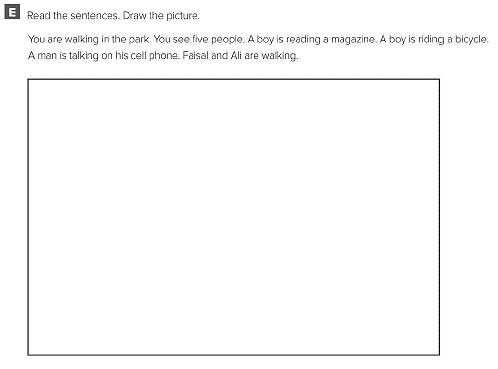 E Read the sentences. Draw the picture.
You are walking in the park. You see five people. A boy is reading a magazine. A boy is riding a bicycle.
A man is talking on his cell phone. Faisal and Ali are walking.